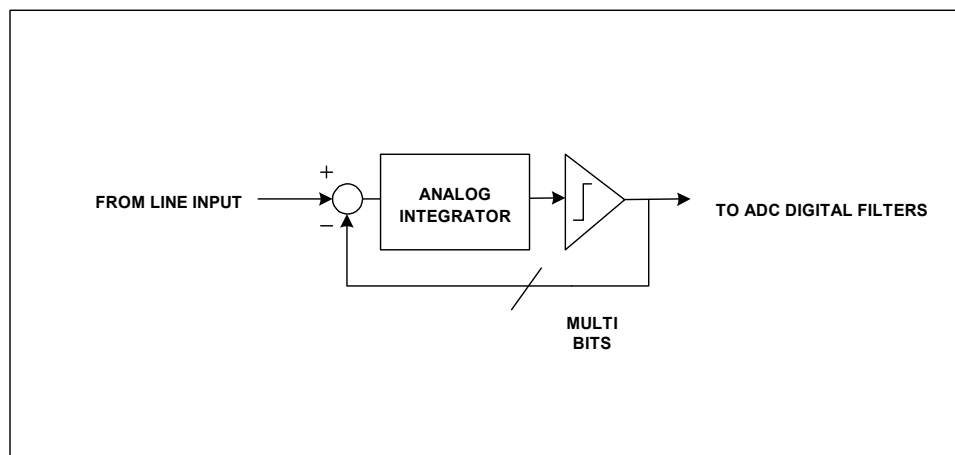 +
FROM LINE INPUT
−
ANALOG
INTEGRATOR
TO ADC DIGITAL FILTERS
MULTI
BITS